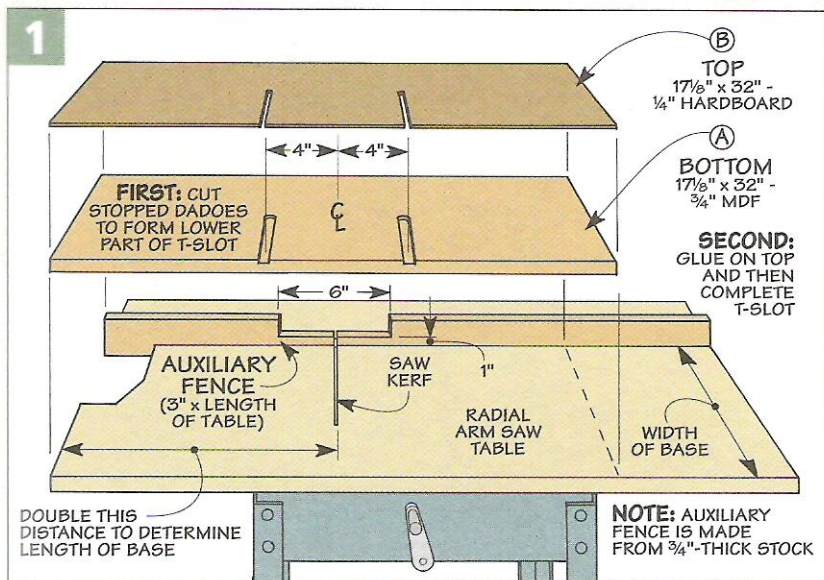 1
B
TOP
17⅛" x 32" -
¼" HARDBOARD
4"
4"
A
BOTTOM
17⅛" x 32" -
¾" MDF
FIRST: CUT
STOPPED DADOES
TO FORM LOWER
PART OF T-SLOT
CL
SECOND:
GLUE ON TOP
AND THEN
COMPLETE
T-SLOT
6"
AUXILIARY
FENCE
(3" x LENGTH
OF TABLE)
SAW
KERF
1"
RADIAL
ARM SAW
TABLE
WIDTH
OF BASE
DOUBLE THIS
DISTANCE TO DETERMINE
LENGTH OF BASE
NOTE: AUXILIARY
FENCE IS MADE
FROM ¾"-THICK STOCK